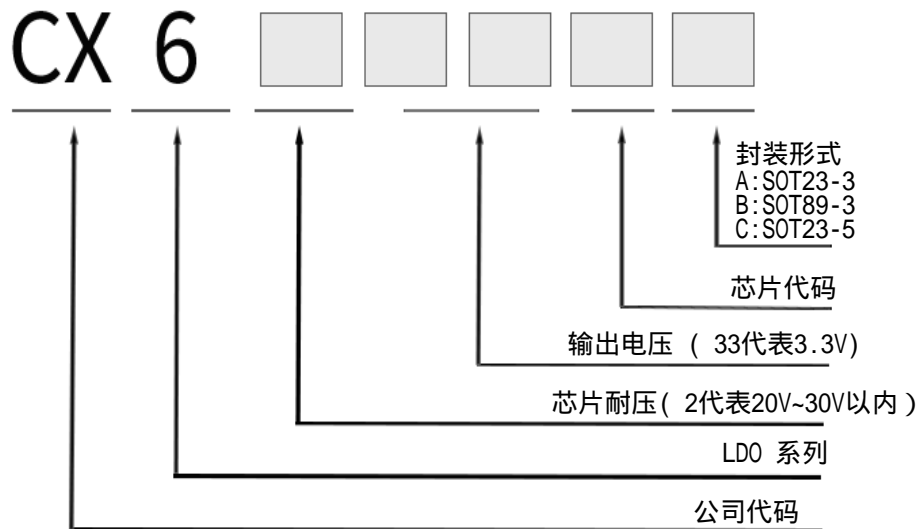 CX 6
封装形式
A:SOT23-3
B:SOT89-3
C:SOT23-5
芯片代码
输出电压 ( 33代表3.3V)
芯片耐压( 2代表20V~30V以内 )
LDO 系列
公司代码